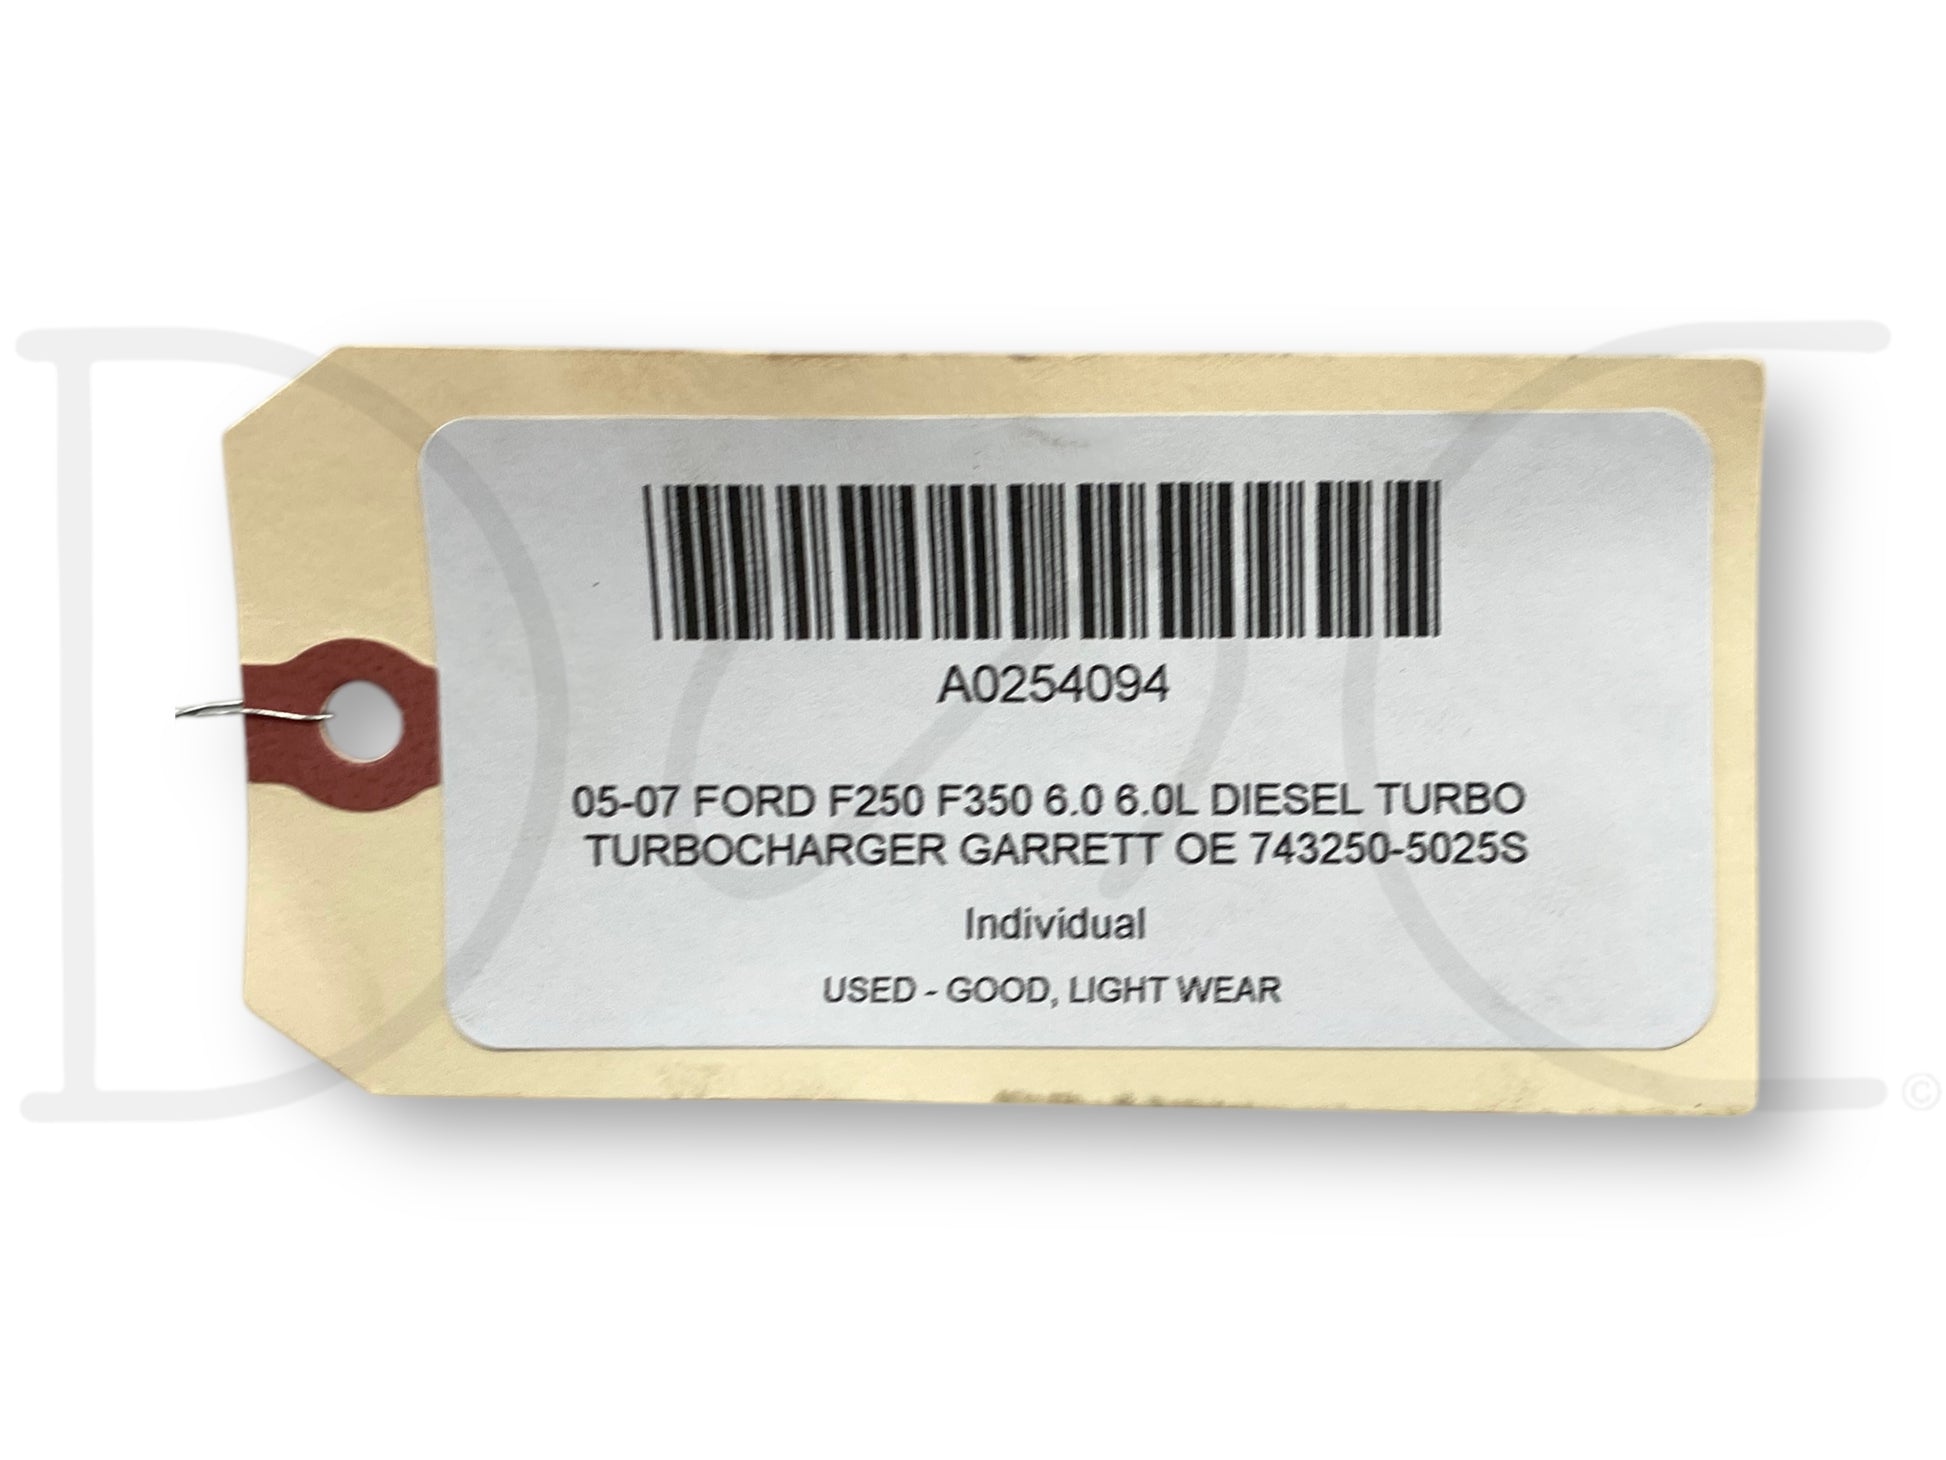 A0254094
05-07 FORD F250 F350 6.0 6.0L DIESEL TURBO
TURBOCHARGER GARRETT OE 743250-5025S
Individual
USED - GOOD, LIGHT WEAR
©